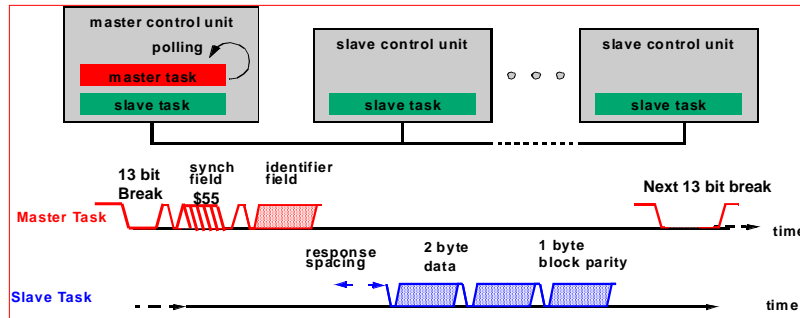 master control unit
polling
master task
slave task
slave control unit
slave task
slave control unit
slave task
13 bit
Break
synch
field
$55
identifier
field
Next 13 bit break
Master Task
time
response
spacing
2 byte
data
1 byte
block parity
Slave Task
time